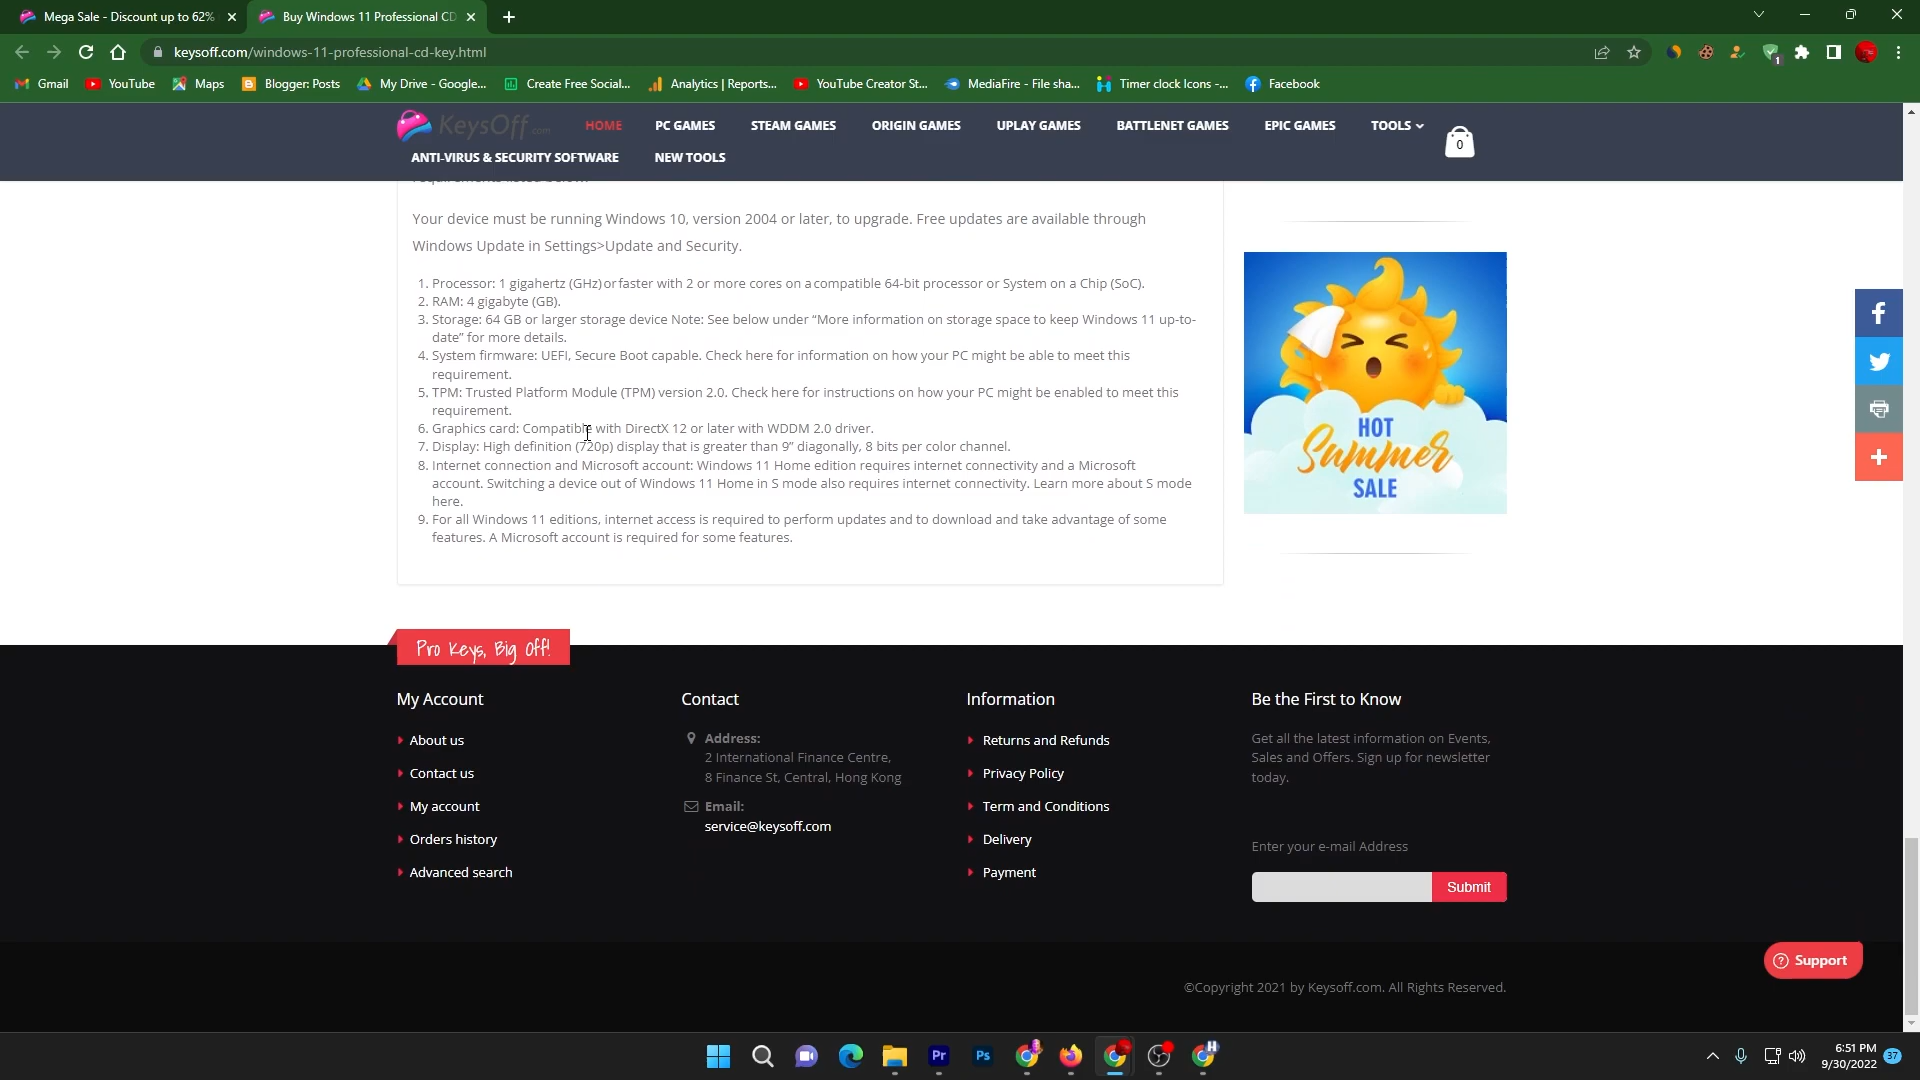 Mega Sale - Discount up to 62%
Buy Windows 11 Professional CD
keysoff.com/windows-11-professional-cd-key.html
1
Gmail
YouTube
Maps
Blogger: Posts
My Drive - Google...
Create Free Social...
Analytics | Reports...
YouTube Creator St...
MediaFire - File sha...
Timer clock Icons -...
Facebook
KeysOff.com
HOME
PC GAMES
STEAM GAMES
ORIGIN GAMES
UPLAY GAMES
BATTLENET GAMES
EPIC GAMES
TOOLS
0
ANTI-VIRUS & SECURITY SOFTWARE
NEW TOOLS
Your device must be running Windows 10, version 2004 or later, to upgrade. Free updates are available through
Windows Update in Settings>Update and Security.
1. Processor: 1 gigahertz (GHz) or faster with 2 or more cores on a compatible 64-bit processor or System on a Chip (SoC).
2. RAM: 4 gigabyte (GB).
3. Storage: 64 GB or larger storage device Note: See below under “More information on storage space to keep Windows 11 up-to-
date” for more details.
4. System firmware: UEFI, Secure Boot capable. Check here for information on how your PC might be able to meet this
requirement.
5. TPM: Trusted Platform Module (TPM) version 2.0. Check here for instructions on how your PC might be enabled to meet this
requirement.
6. Graphics card: Compatible with DirectX 12 or later with WDDM 2.0 driver.
7. Display: High definition (720p) display that is greater than 9” diagonally, 8 bits per color channel.
8. Internet connection and Microsoft account: Windows 11 Home edition requires internet connectivity and a Microsoft
account. Switching a device out of Windows 11 Home in S mode also requires internet connectivity. Learn more about S mode
here.
9. For all Windows 11 editions, internet access is required to perform updates and to download and take advantage of some
features. A Microsoft account is required for some features.
HOT
Summer
SALE
Pro Keys, Big Off!
My Account
About us
Contact us
My account
Orders history
Advanced search
Contact
Address:
2 International Finance Centre,
8 Finance St, Central, Hong Kong
Email:
service@keysoff.com
Information
Returns and Refunds
Privacy Policy
Term and Conditions
Delivery
Payment
Be the First to Know
Get all the latest information on Events,
Sales and Offers. Sign up for newsletter
today.
Enter your e-mail Address
Submit
Support
©Copyright 2021 by Keysoff.com. All Rights Reserved.
Pr
Ps
H
6:51 PM
9/30/2022
37